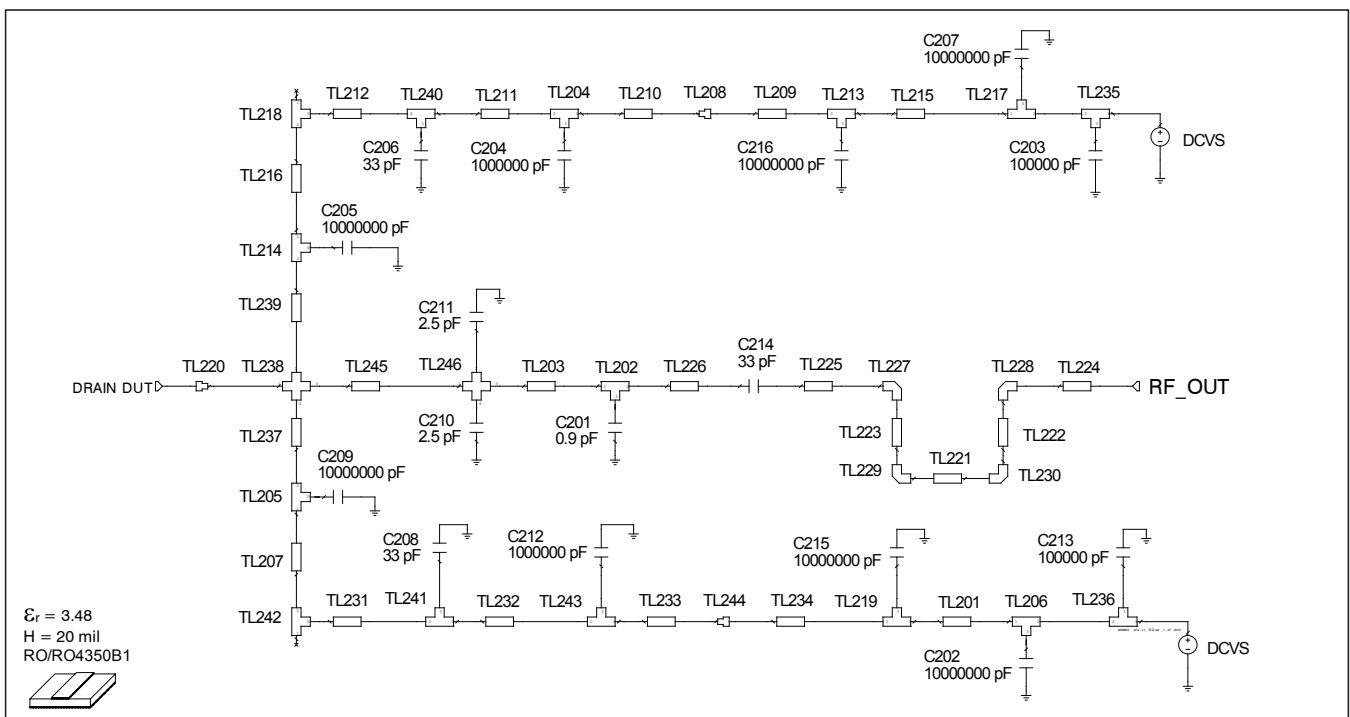 C207
10000000 pF
TL212 TL240 TL211 TL204 TL210 TL208 TL209 TL213 TL215 TL217 TL235
TL218
C206
33 pF
C204
1000000 pF
C216
10000000 pF
C203
100000 pF
DCVS
TL216
C205
10000000 pF
TL214
TL239
C211
2.5 pF
C214
33 pF
TL220 TL238 TL245 TL246 TL203 TL202 TL226 TL225 TL227 TL228 TL224
DRAIN DUT
RF_OUT
C210
2.5 pF
C201
0.9 pF
TL237
TL223
TL222
C209
10000000 pF
TL229 TL221 TL230
TL205
C208
33 pF
C212
1000000 pF
C215
10000000 pF
C213
100000 pF
TL207
TL231 TL241 TL232 TL243 TL233 TL244 TL234 TL219 TL201 TL206 TL236
TL242
DCVS
C202
10000000 pF
εr = 3.48
H = 20 mil
RO/RO4350B1